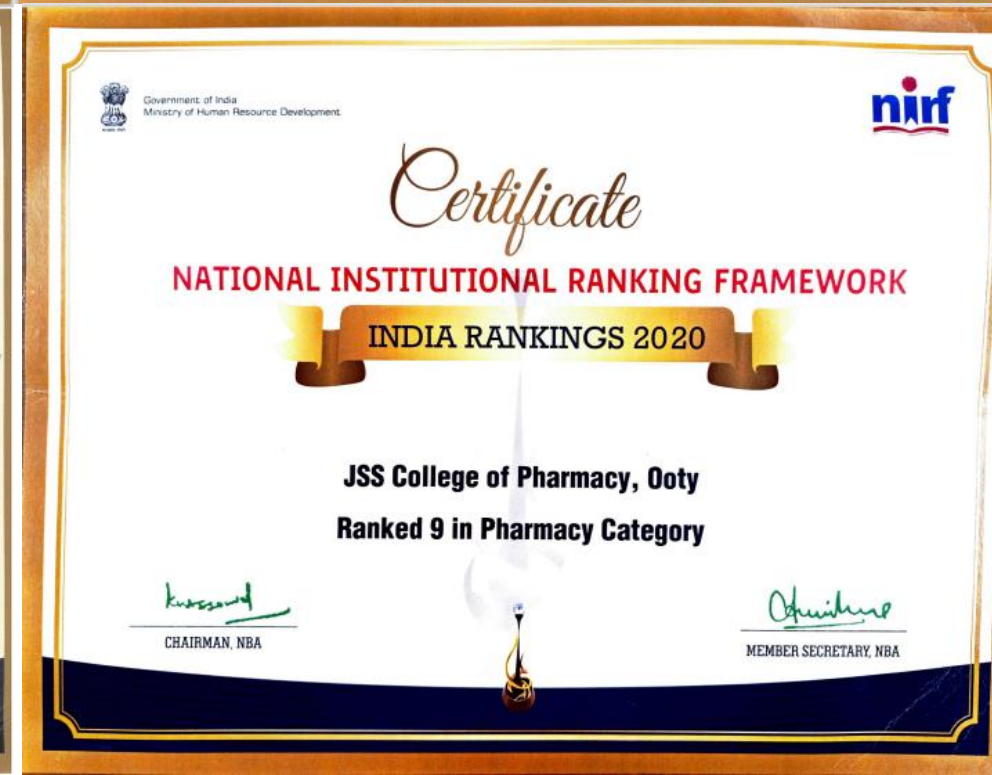 Government of India
Ministry of Human Resource Development
nirf
Certificate
NATIONAL INSTITUTIONAL RANKING FRAMEWORK
INDIA RANKINGS 2020
JSS College of Pharmacy, Ooty
Ranked 9 in Pharmacy Category
CHAIRMAN, NBA
MEMBER SECRETARY, NBA